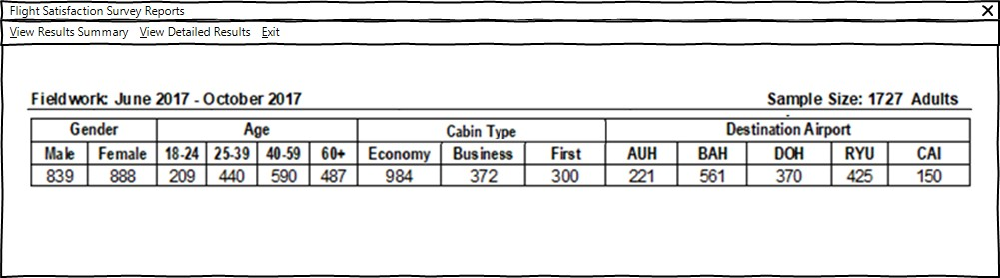 Flight Satisfaction Survey Reports
View Results Summary View Detailed Results Exit
Fieldwork: June 2017 - October 2017 Sample Size: 1727 Adults
Gender Age Cabin Type Destination Airport
Male Female 18-24 25-39 40-59 60+ Economy Business First AUH BAH DOH RYU CAI
839 888 209 440 590 487 984 372 300 221 561 370 425 150